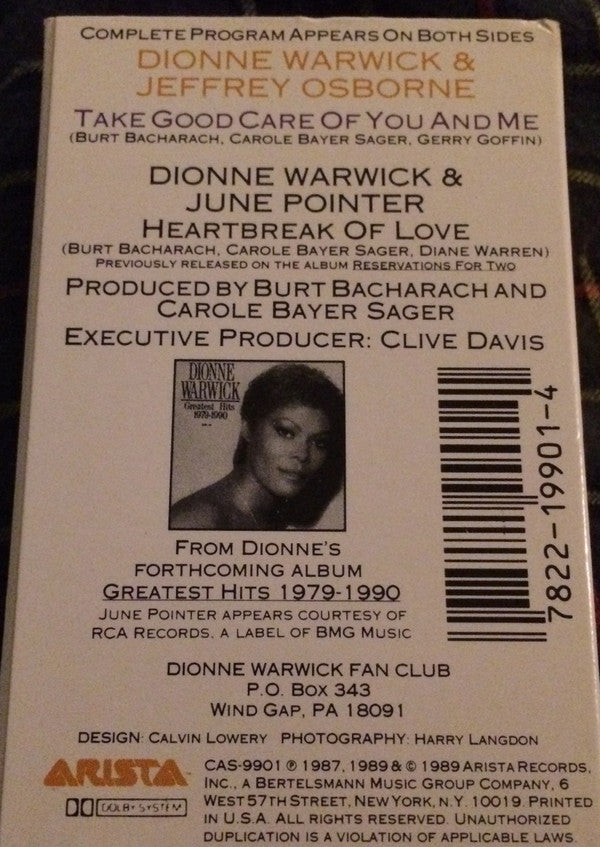 COMPLETE PROGRAM APPEARS ON BOTH SIDES
DIONNE WARWICK &
JEFFREY OSBORNE
TAKE GOOD CARE OF YOU AND ME
(BURT BACHARACH, CAROLE BAYER SAGER, GERRY GOFFIN)
DIONNE WARWICK &
JUNE POINTER
HEARTBREAK OF LOVE
(BURT BACHARACH, CAROLE BAYER SAGER, DIANE WARREN)
PREVIOUSLY RELEASED ON THE ALBUM RESERVATIONS FOR TWO
PRODUCED BY BURT BACHARACH AND
CAROLE BAYER SAGER
EXECUTIVE PRODUCER: CLIVE DAVIS
DIONNE
WARWICK
Greatest Hits
1979-1990
7822-19901-4
FROM DIONNE'S
FORTHCOMING ALBUM
GREATEST HITS 1979-1990
JUNE POINTER APPEARS COURTESY OF
RCA RECORDS, A LABEL OF BMG MUSIC
DIONNE WARWICK FAN CLUB
P.O. BOX 343
WIND GAP, PA 18091
DESIGN: CALVIN LOWERY PHOTOGRAPHY: HARRY LANGDON
ARISTA
DOLBY SYSTEM
CAS-9901 ℗ 1987, 1989 & © 1989 ARISTA RECORDS,
INC., A BERTELSMANN MUSIC GROUP COMPANY, 6
WEST 57TH STREET, NEW YORK, N.Y. 10019. PRINTED
IN U.S.A. ALL RIGHTS RESERVED. UNAUTHORIZED
DUPLICATION IS A VIOLATION OF APPLICABLE LAWS.